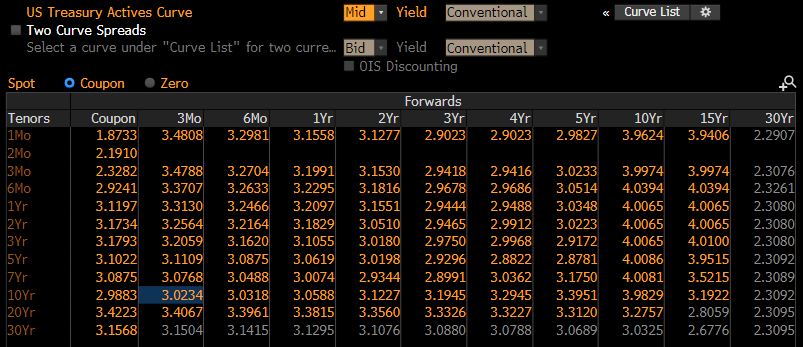 US Treasury Actives Curve Mid Yield Conventional « Curve List
Two Curve Spreads
Select a curve under "Curve List" for two curre... Bid Yield Conventional
OIS Discounting
Spot Coupon Zero
Forwards
Tenors Coupon 3Mo 6Mo 1Yr 2Yr 3Yr 4Yr 5Yr 10Yr 15Yr 30Yr
1Mo 1.8733 3.4808 3.2981 3.1558 3.1277 2.9023 2.9023 2.9827 3.9624 3.9406 2.2907
2Mo 2.1910
3Mo 2.3282 3.4788 3.2704 3.1991 3.1530 2.9418 2.9416 3.0233 3.9974 3.9974 2.3076
6Mo 2.9241 3.3707 3.2633 3.2295 3.1816 2.9678 2.9686 3.0514 4.0394 4.0394 2.3261
1Yr 3.1197 3.3130 3.2466 3.2097 3.1551 2.9444 2.9488 3.0348 4.0065 4.0065 2.3080
2Yr 3.1734 3.2564 3.2164 3.1829 3.0510 2.9465 2.9912 3.0223 4.0065 4.0065 2.3080
3Yr 3.1793 3.2059 3.1620 3.1055 3.0180 2.9750 2.9968 2.9172 4.0065 4.0100 2.3080
5Yr 3.1022 3.1109 3.0875 3.0619 3.0198 2.9296 2.8822 2.8781 4.0086 3.9515 2.3092
7Yr 3.0875 3.0768 3.0488 3.0074 2.9344 2.8991 3.0362 3.1750 4.0081 3.5215 2.3089
10Yr 2.9883 3.0234 3.0318 3.0588 3.1227 3.1945 3.2945 3.3951 3.9829 3.1922 2.3092
20Yr 3.4223 3.4067 3.3961 3.3815 3.3560 3.3326 3.3227 3.3120 3.2757 2.8059 2.3095
30Yr 3.1568 3.1504 3.1415 3.1295 3.1076 3.0880 3.0788 3.0689 3.0325 2.6776 2.3095